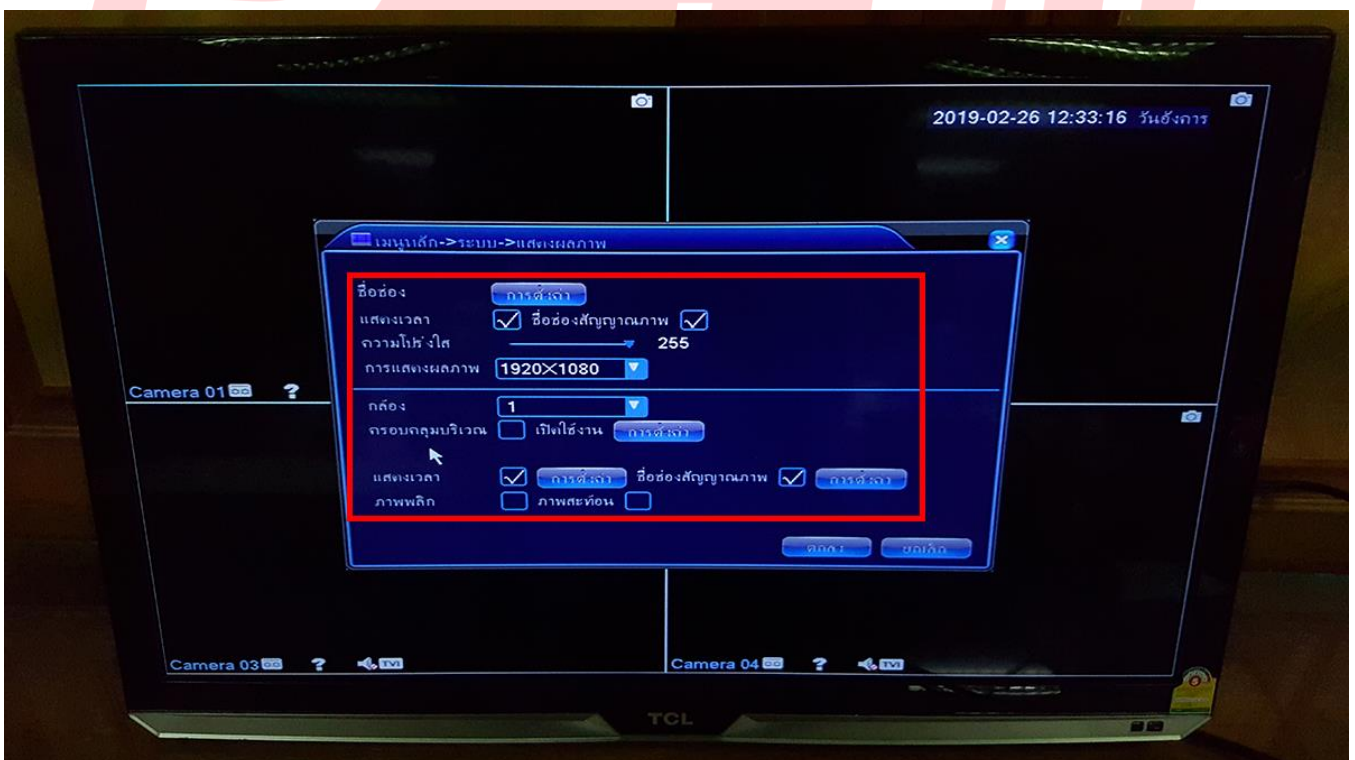 2019-02-26 12:33:16 วันอังการ
เมนูหลัก->ระบบ->แสดงผลภาพ
ชื่อช่อง การตั้งค่า
แสดงเวลา ชื่อช่องสัญญาณภาพ
ความโปร่งใส 255
การแสดงผลภาพ 1920×1080
กล้อง 1
ครอบคลุมบริเวณ เปิดใช้งาน การตั้งค่า
แสดงเวลา การตั้งค่า ชื่อช่องสัญญาณภาพ การตั้งค่า
ภาพพลิก ภาพสะท้อน
ตกลง ยกเลิก
Camera 01 ?
Camera 03 ? TVI
Camera 04 ? TVI
TCL